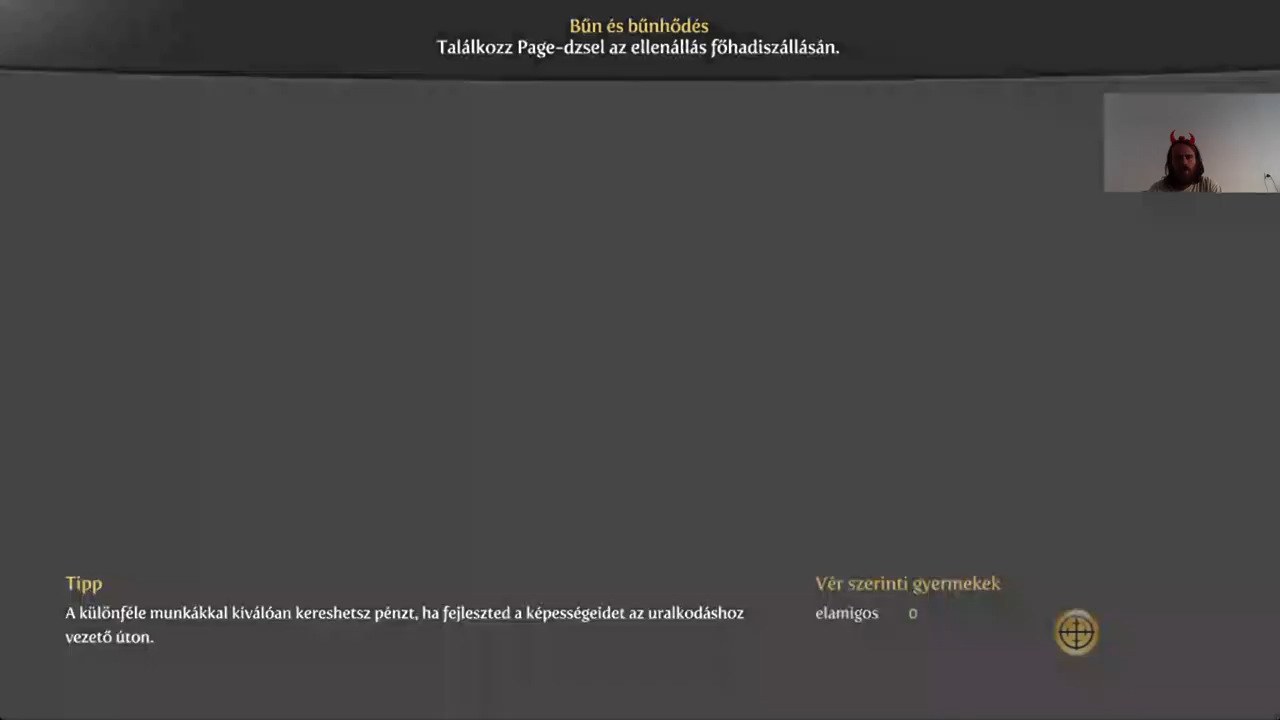 Bűn és bűnhődés
Találkozz Page-dzsel az ellenállás főhadiszállásán.
Tipp
A különféle munkákkal kiválóan kereshetsz pénzt, ha fejleszted a képességeidet az uralkodáshoz
vezető úton.
Vér szerinti gyermekek
elamigos 0